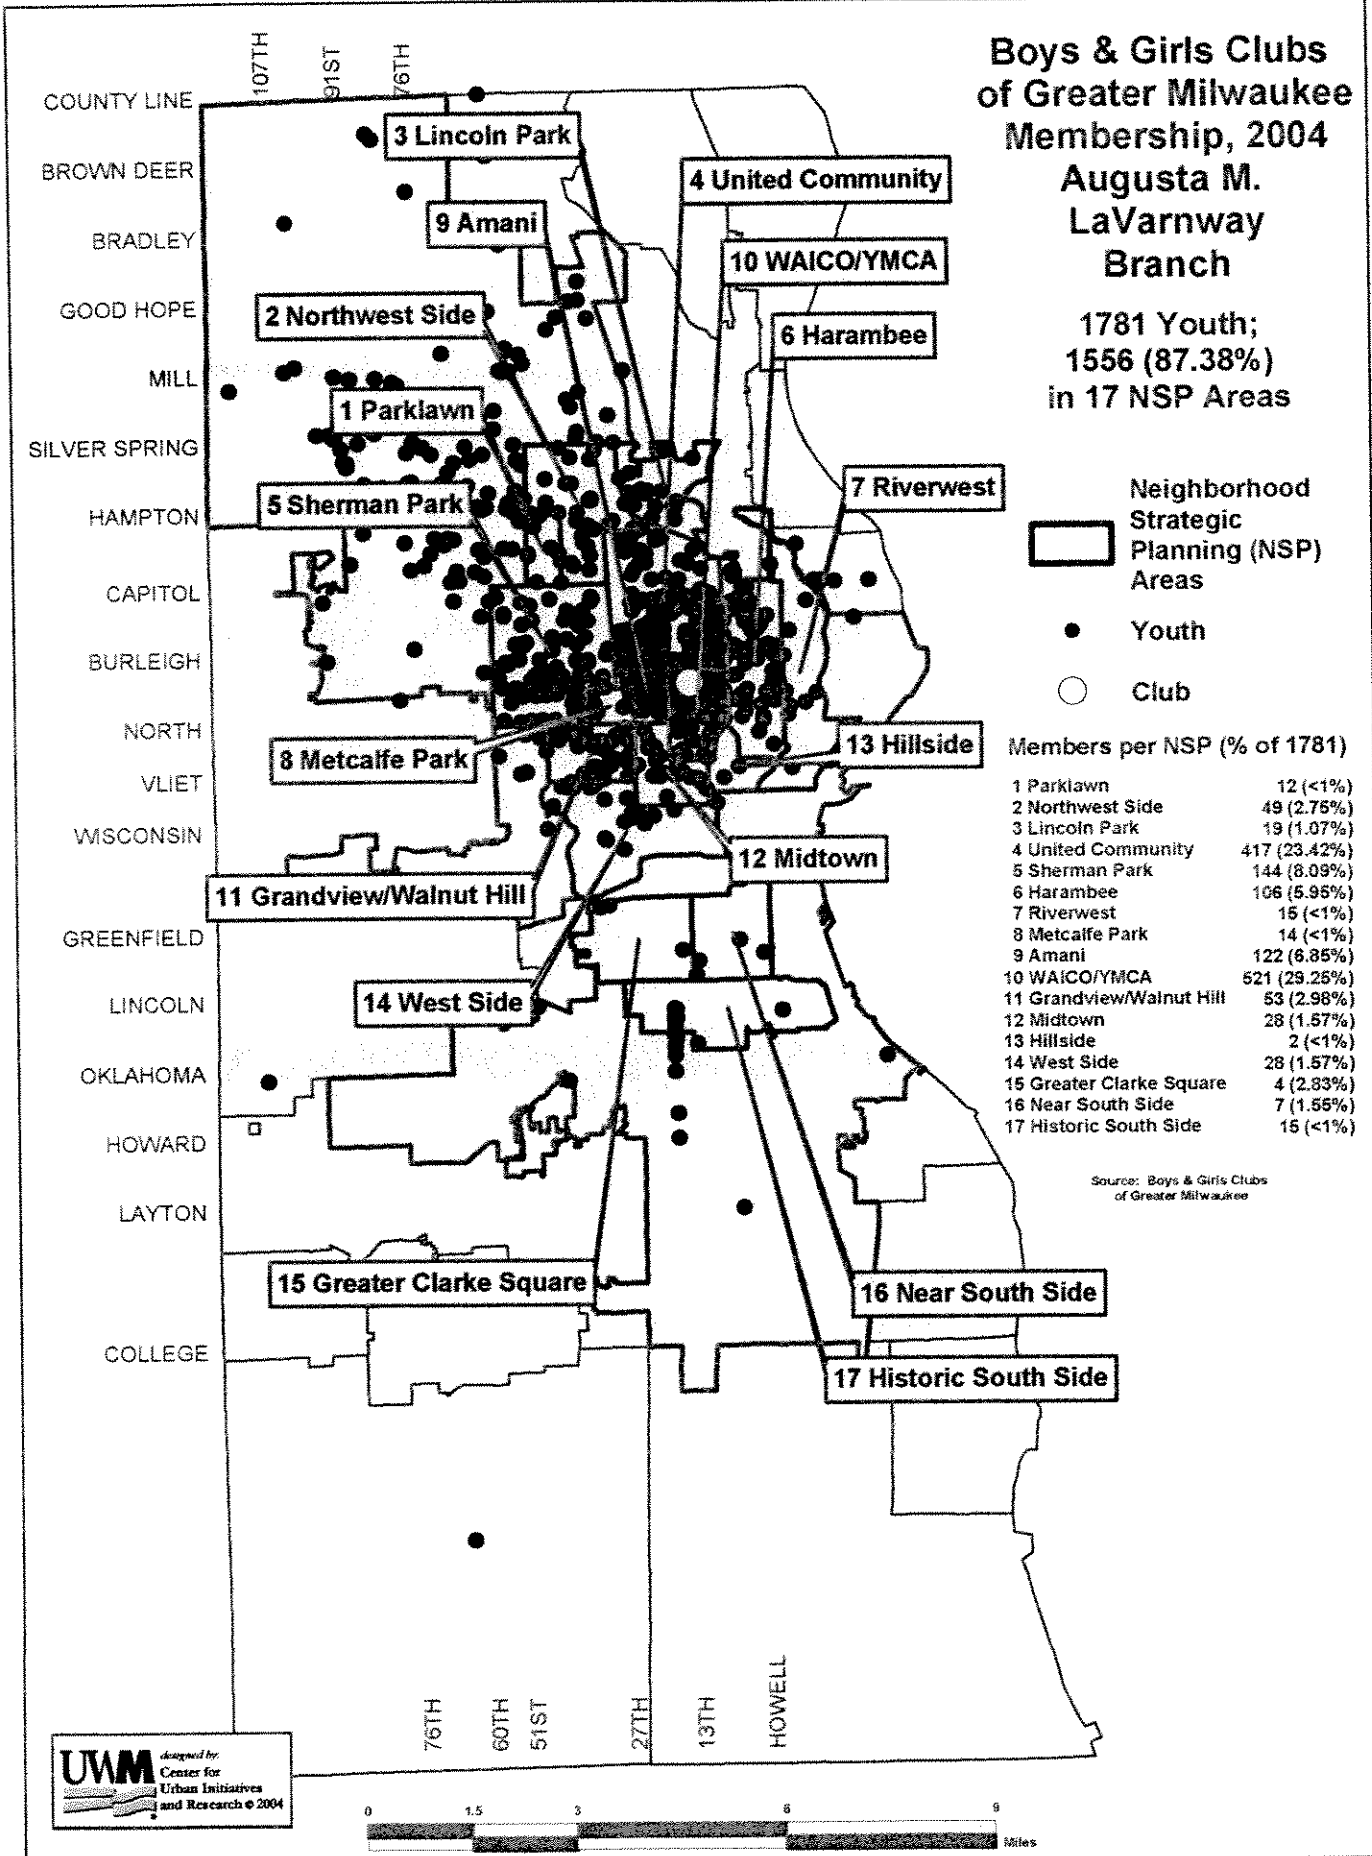 107TH
91ST
76TH
COUNTY LINE
BROWN DEER
BRADLEY
GOOD HOPE
MILL
SILVER SPRING
HAMPTON
CAPITOL
BURLEIGH
NORTH
VLIET
WISCONSIN
GREENFIELD
LINCOLN
OKLAHOMA
HOWARD
LAYTON
COLLEGE
3 Lincoln Park
4 United Community
9 Amani
10 WAICO/YMCA
2 Northwest Side
6 Harambee
1 Parklawn
7 Riverwest
5 Sherman Park
8 Metcalfe Park
13 Hillside
12 Midtown
11 Grandview/Walnut Hill
14 West Side
15 Greater Clarke Square
16 Near South Side
17 Historic South Side
76TH
60TH
51ST
27TH
13TH
HOWELL
Boys & Girls Clubs
of Greater Milwaukee
Membership, 2004
Augusta M.
LaVarnway
Branch
1781 Youth;
1556 (87.38%)
in 17 NSP Areas
Neighborhood
Strategic
Planning (NSP)
Areas
Youth
Club
Members per NSP (% of 1781)
1 Parklawn 12 (<1%)
2 Northwest Side 49 (2.75%)
3 Lincoln Park 19 (1.07%)
4 United Community 417 (23.42%)
5 Sherman Park 144 (8.09%)
6 Harambee 106 (5.95%)
7 Riverwest 15 (<1%)
8 Metcalfe Park 14 (<1%)
9 Amani 122 (6.85%)
10 WAICO/YMCA 521 (29.25%)
11 Grandview/Walnut Hill 53 (2.98%)
12 Midtown 28 (1.57%)
13 Hillside 2 (<1%)
14 West Side 28 (1.57%)
15 Greater Clarke Square 4 (2.83%)
16 Near South Side 7 (1.55%)
17 Historic South Side 15 (<1%)
Source: Boys & Girls Clubs
of Greater Milwaukee
UWM
designed by:
Center for
Urban Initiatives
and Research © 2004
0 1.5 3 6 9
Miles